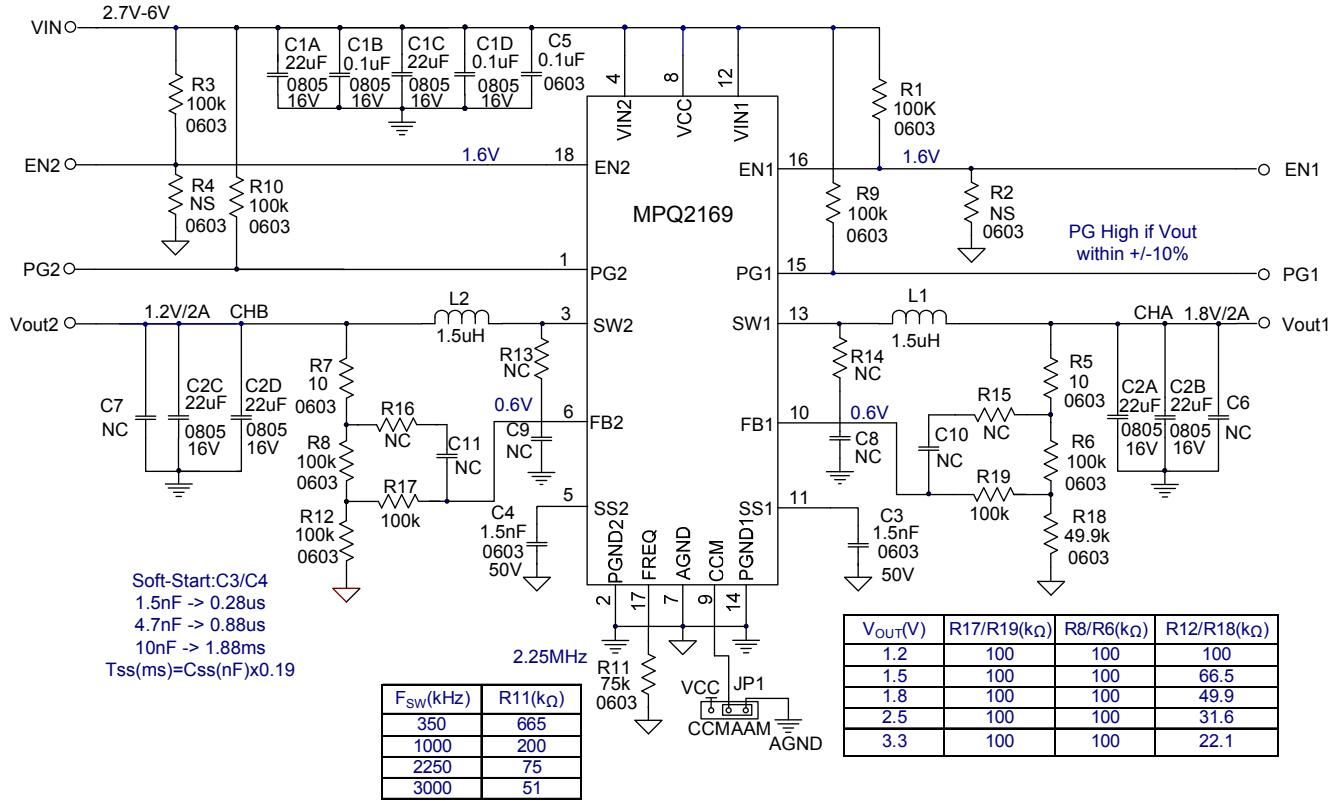 2.7V-6V
VIN
C1A
22uF
0805
16V
C1B
0.1uF
0805
16V
C1C
22uF
0805
16V
C1D
0.1uF
0805
16V
C5
0.1uF
0603
4
8
12
VIN2
VCC
VIN1
R3
100k
0603
R1
100K
0603
EN2
1.6V
18
EN2
EN1
16
1.6V
EN1
R4
NS
0603
R10
100k
0603
MPQ2169
R9
100k
0603
R2
NS
0603
PG High if Vout
within +/-10%
PG2
1
PG2
PG1
15
PG1
Vout2
1.2V/2A
CHB
L2
1.5uH
3
SW2
SW1
13
L1
1.5uH
CHA
1.8V/2A
Vout1
R7
10
0603
R13
NC
R14
NC
R5
10
0603
C7
NC
C2C
22uF
0805
16V
C2D
22uF
0805
16V
R16
NC
0.6V
6
FB2
FB1
10
0.6V
R15
NC
C2A
22uF
0805
16V
C2B
22uF
0805
16V
C6
NC
R8
100k
0603
C11
NC
C9
NC
C8
NC
C10
NC
R6
100k
0603
R17
100k
R19
100k
R12
100k
0603
C4
1.5nF
0603
50V
5
SS2
SS1
11
C3
1.5nF
0603
50V
R18
49.9k
0603
PGND2
FREQ
AGND
CCM
PGND1
2
17
7
9
14
Soft-Start:C3/C4
1.5nF -> 0.28us
4.7nF -> 0.88us
10nF -> 1.88ms
Tss(ms)=Css(nF)x0.19
2.25MHz
R11
75k
0603
VCC
JP1
CCMAAM
AGND
FSW(kHz) R11(kΩ)
350 665
1000 200
2250 75
3000 51
VOUT(V) R17/R19(kΩ) R8/R6(kΩ) R12/R18(kΩ)
1.2 100 100 100
1.5 100 100 66.5
1.8 100 100 49.9
2.5 100 100 31.6
3.3 100 100 22.1